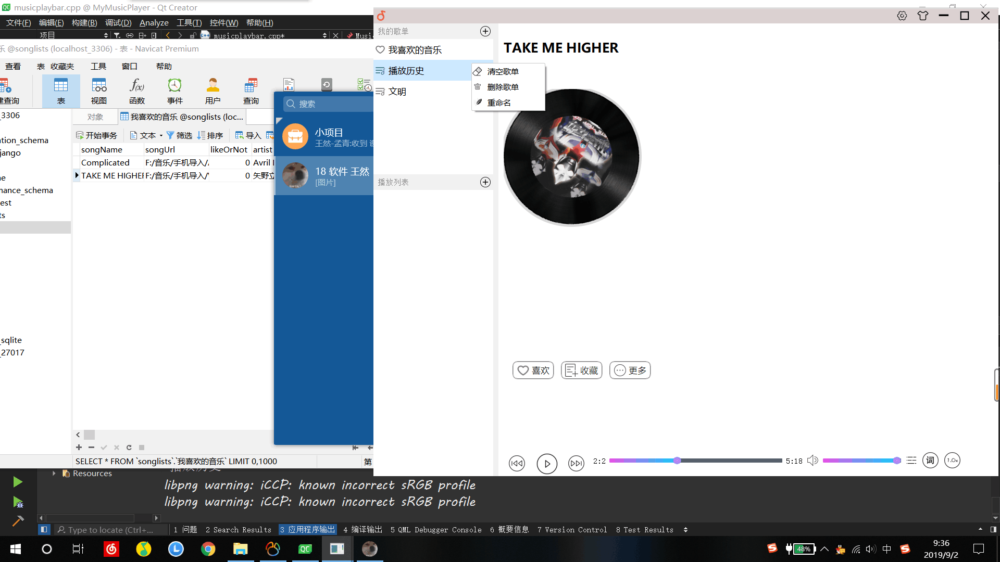 musicplaybar.cpp @ MyMusicPlayer - Qt Creator
文件(F) 编辑(E) 构建(B) 调试(D) Analyze 工具(T) 控件(W) 帮助(H)
项目
musicplaybar.cpp*
@songlists (localhost_3306) - 表 - Navicat Premium
查看 表 收藏夹 工具 窗口 帮助
建查询 表 视图 函数 事件 用户 查询
_3306
ation_schema
jango
ne
mance_schema
est
ts
_sqlite
_27017
对象 我喜欢的音乐 @songlists (loc...
开始事务 文本 筛选 排序 导入
songName songUrl likeOrNot artist
Complicated F:/音乐/手机导入/ 0 Avril
TAKE ME HIGHER F:/音乐/手机导入/ 0 矢野立
SELECT * FROM `songlists`.`我喜欢的音乐` LIMIT 0,1000
第
搜索
小项目
王然-孟青:收到
18 软件 王然
[图片]
我的歌单
我喜欢的音乐
播放历史
文明
清空歌单
删除歌单
重命名
播放列表
TAKE ME HIGHER
喜欢 收藏 更多
2:2 5:18 词 1.0x
Resources
播放历史
libpng warning: iCCP: known incorrect sRGB profile
libpng warning: iCCP: known incorrect sRGB profile
Type to locate (Ctrl+...
1 问题 2 Search Results 3 应用程序输出 4 编译输出 5 QML Debugger Console 6 概要信息 7 Version Control 8 Test Results
QC
48%
中
9:36
2019/9/2